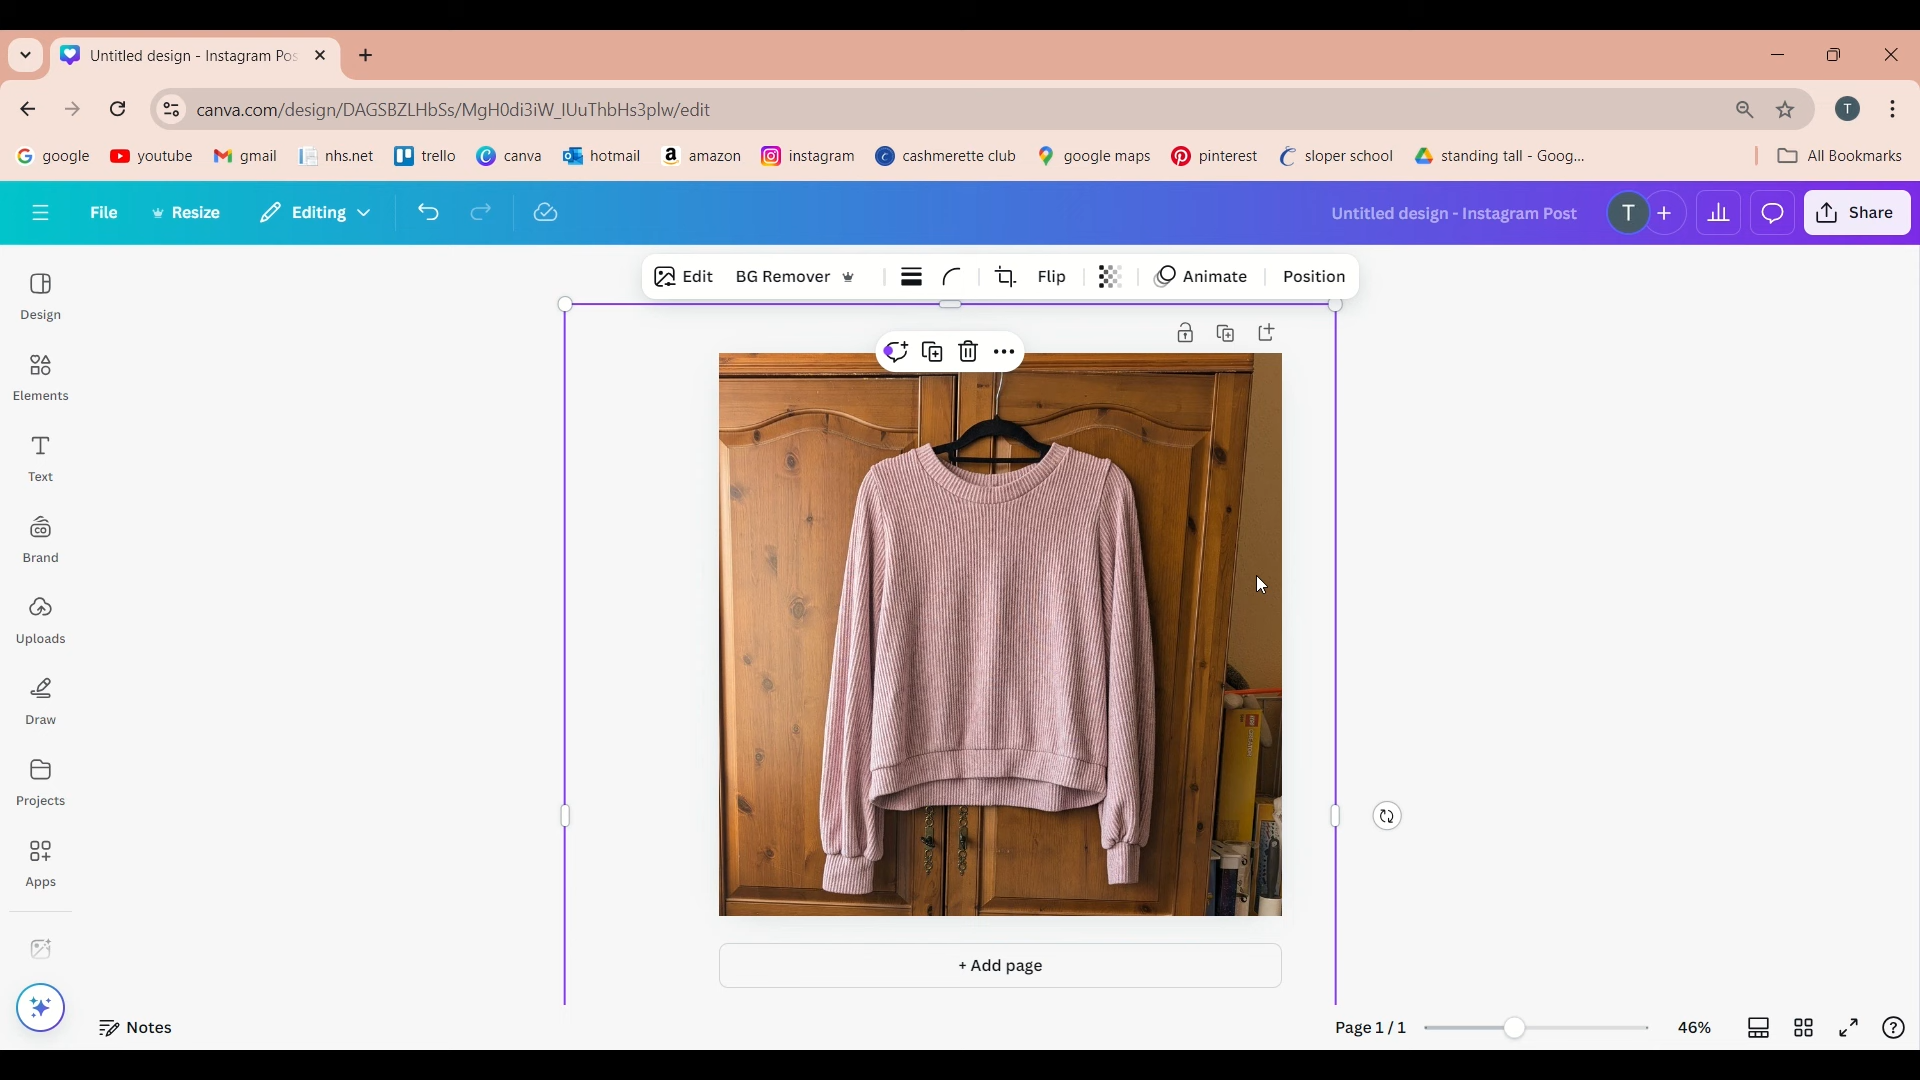 Untitled design - Instagram Pos
canva.com/design/DAGSBZLHbSs/MgH0di3iW_IUuThbHs3plw/edit
T
google youtube gmail nhs.net trello canva hotmail amazon instagram cashmerette club google maps pinterest sloper school standing tall - Goog... All Bookmarks
File Resize Editing Untitled design - Instagram Post T + Share
Edit BG Remover Flip Animate Position
Design
Elements
Text
Brand
Uploads
Draw
Projects
Apps
+ Add page
Notes Page 1 / 1 46%